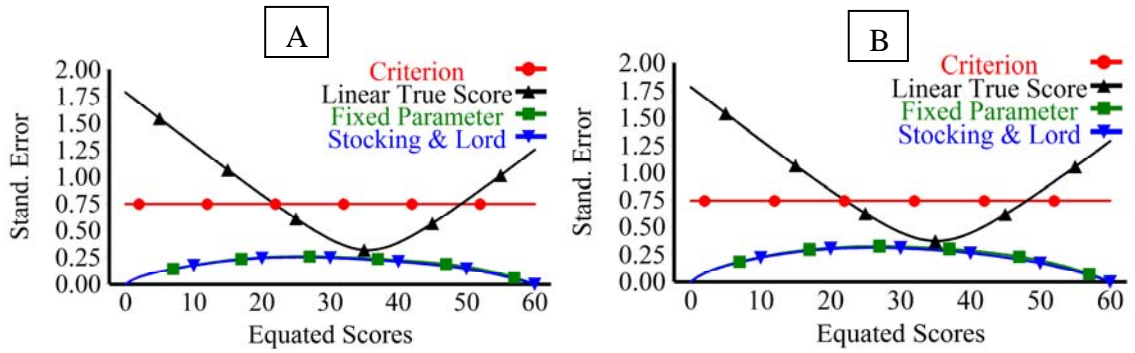 A
2.00
1.75
1.50
1.25
1.00
0.75
0.50
0.25
0.00
Stand. Error
Criterion
Linear True Score
Fixed Parameter
Stocking & Lord
0 10 20 30 40 50 60
Equated Scores
B
2.00
1.75
1.50
1.25
1.00
0.75
0.50
0.25
0.00
Stand. Error
Criterion
Linear True Score
Fixed Parameter
Stocking & Lord
0 10 20 30 40 50 60
Equated Scores